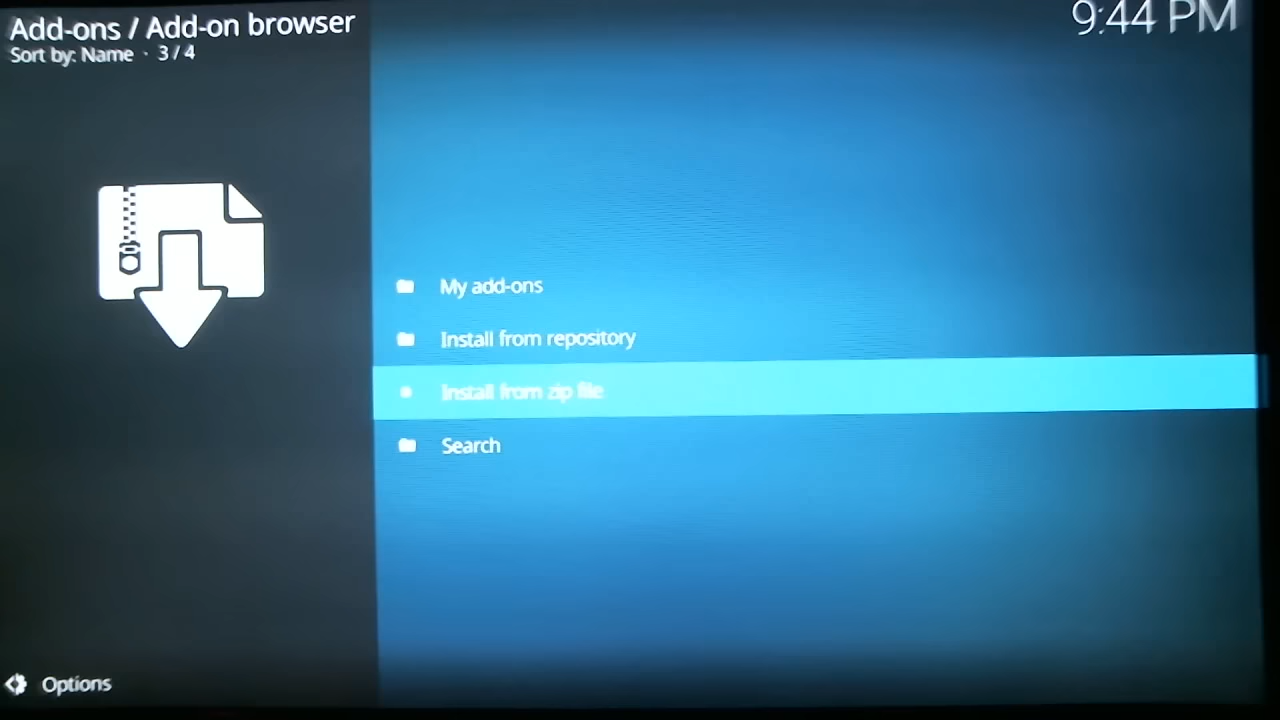 Add-ons / Add-on browser
Sort by: Name · 3 / 4
9:44 PM
My add-ons
Install from repository
Install from zip file
Search
Options